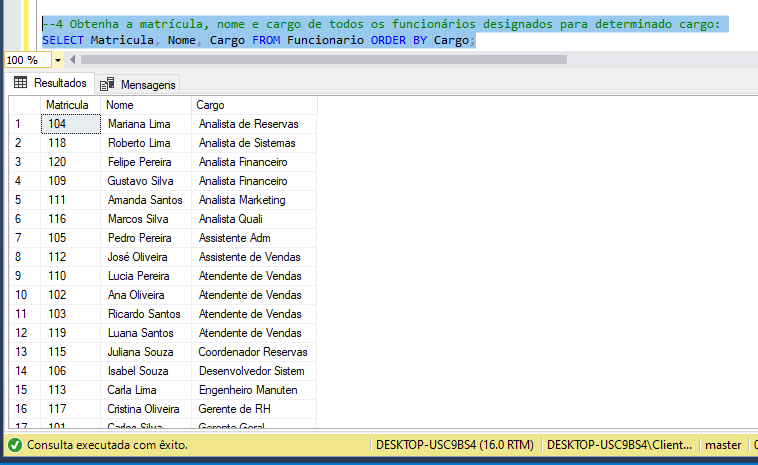 --4 Obtenha a matrícula, nome e cargo de todos os funcionários designados para determinado cargo:
SELECT Matricula, Nome, Cargo FROM Funcionario ORDER BY Cargo;
100 %
Resultados Mensagens
Matricula Nome Cargo
1 104 Mariana Lima Analista de Reservas
2 118 Roberto Lima Analista de Sistemas
3 120 Felipe Pereira Analista Financeiro
4 109 Gustavo Silva Analista Financeiro
5 111 Amanda Santos Analista Marketing
6 116 Marcos Silva Analista Quali
7 105 Pedro Pereira Assistente Adm
8 112 José Oliveira Assistente de Vendas
9 110 Lucia Pereira Atendente de Vendas
10 102 Ana Oliveira Atendente de Vendas
11 103 Ricardo Santos Atendente de Vendas
12 119 Luana Santos Atendente de Vendas
13 115 Juliana Souza Coordenador Reservas
14 106 Isabel Souza Desenvolvedor Sistem
15 113 Carla Lima Engenheiro Manuten
16 117 Cristina Oliveira Gerente de RH
17 101 Carlos Silva Gerente Geral
Consulta executada com êxito. DESKTOP-USC9BS4 (16.0 RTM) DESKTOP-USC9BS4\Client... master